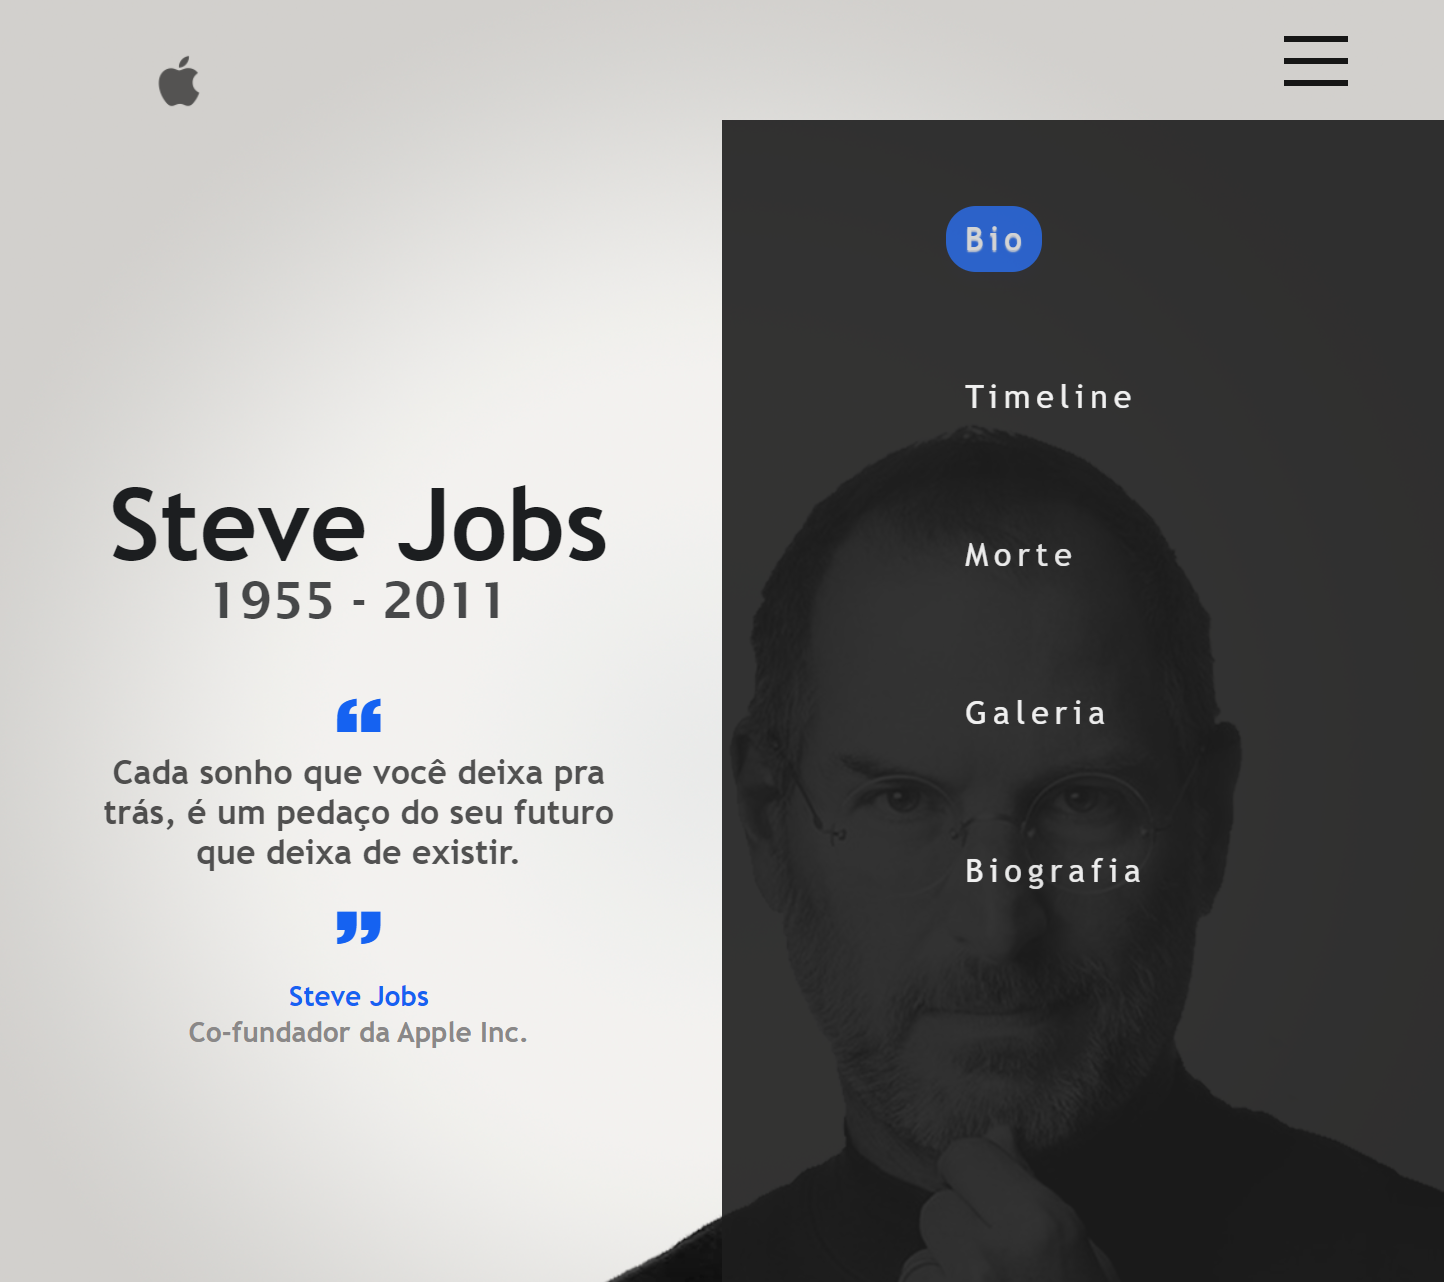 Bio
Timeline
Morte
Galeria
Biografia
Steve Jobs
1955 - 2011
“
Cada sonho que você deixa pra
trás, é um pedaço do seu futuro
que deixa de existir.
”
Steve Jobs
Co-fundador da Apple Inc.